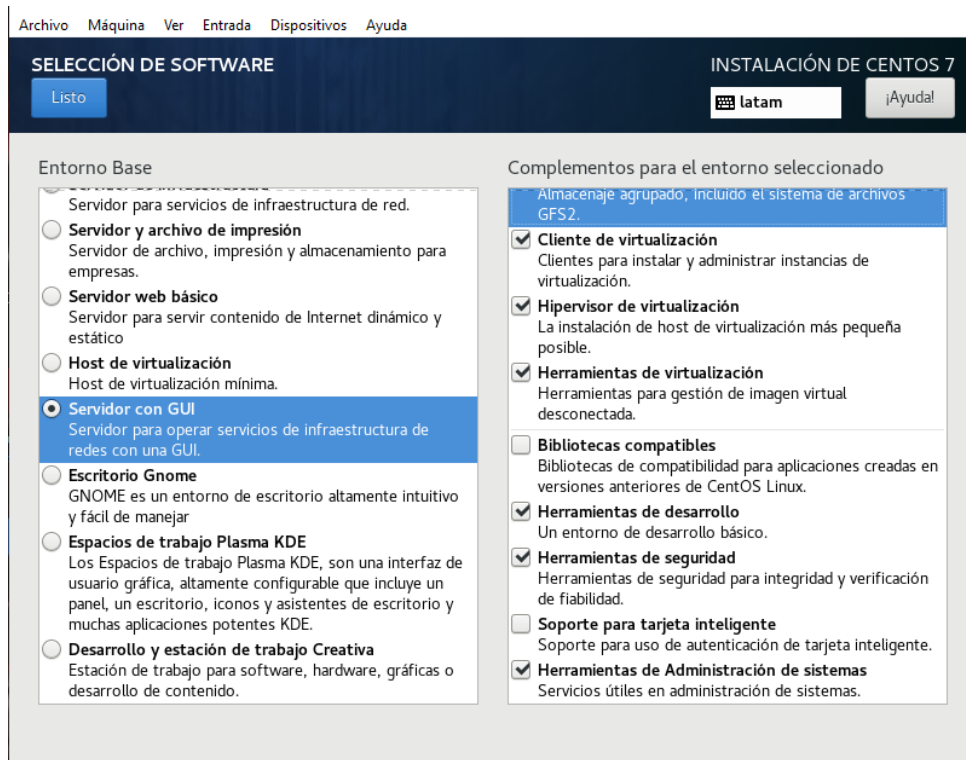 Archivo Máquina Ver Entrada Dispositivos Ayuda
SELECCIÓN DE SOFTWARE
Listo
INSTALACIÓN DE CENTOS 7
latam
¡Ayuda!
Entorno Base
Servidor de infraestructura
Servidor para servicios de infraestructura de red.
Servidor y archivo de impresión
Servidor de archivo, impresión y almacenamiento para
empresas.
Servidor web básico
Servidor para servir contenido de Internet dinámico y
estático
Host de virtualización
Host de virtualización mínima.
Servidor con GUI
Servidor para operar servicios de infraestructura de
redes con una GUI.
Escritorio Gnome
GNOME es un entorno de escritorio altamente intuitivo
y fácil de manejar
Espacios de trabajo Plasma KDE
Los Espacios de trabajo Plasma KDE, son una interfaz de
usuario gráfica, altamente configurable que incluye un
panel, un escritorio, iconos y asistentes de escritorio y
muchas aplicaciones potentes KDE.
Desarrollo y estación de trabajo Creativa
Estación de trabajo para software, hardware, gráficas o
desarrollo de contenido.
Complementos para el entorno seleccionado
Almacenaje agrupado, incluido el sistema de archivos
GFS2.
Cliente de virtualización
Clientes para instalar y administrar instancias de
virtualización.
Hipervisor de virtualización
La instalación de host de virtualización más pequeña
posible.
Herramientas de virtualización
Herramientas para gestión de imagen virtual
desconectada.
Bibliotecas compatibles
Bibliotecas de compatibilidad para aplicaciones creadas en
versiones anteriores de CentOS Linux.
Herramientas de desarrollo
Un entorno de desarrollo básico.
Herramientas de seguridad
Herramientas de seguridad para integridad y verificación
de fiabilidad.
Soporte para tarjeta inteligente
Soporte para uso de autenticación de tarjeta inteligente.
Herramientas de Administración de sistemas
Servicios útiles en administración de sistemas.